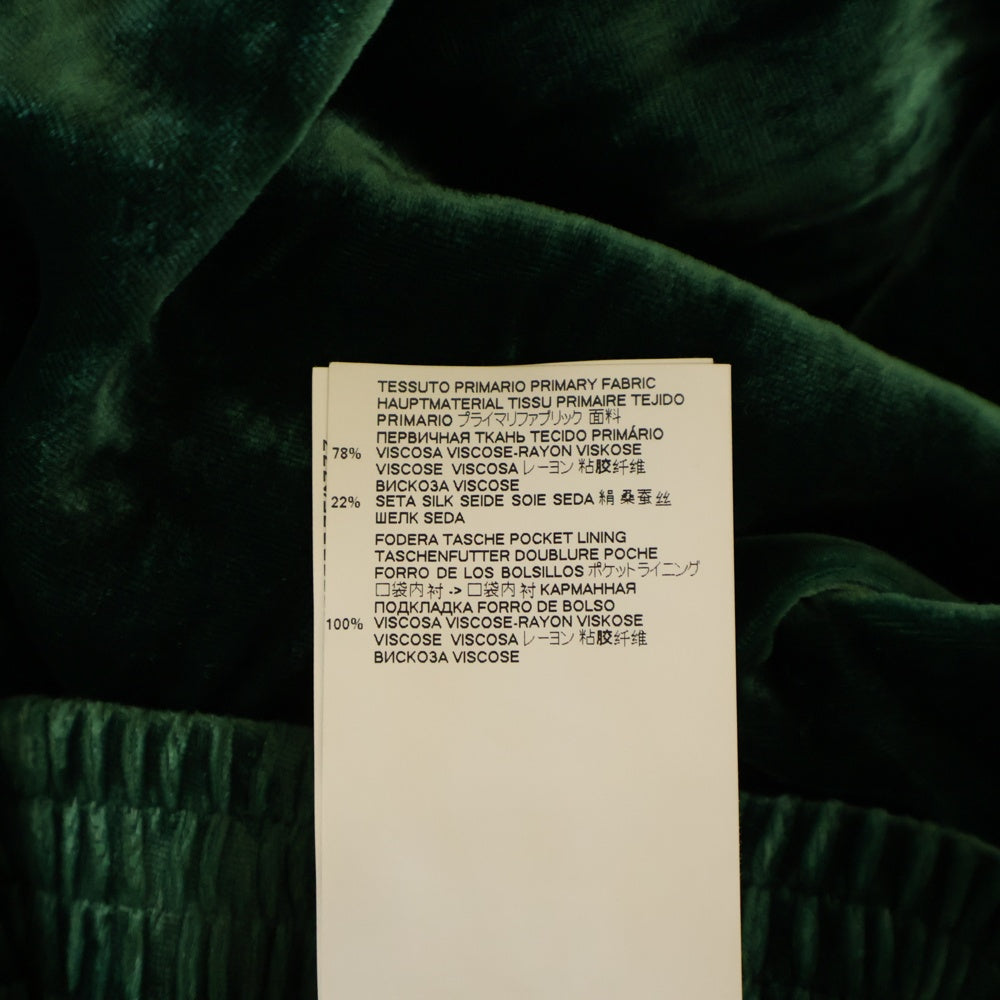 TESSUTO PRIMARIO PRIMARY FABRIC
HAUPTMATERIAL TISSU PRIMAIRE TEJIDO
PRIMARIO プライマリファブリック 面料
ПЕРВИЧНАЯ ТКАНЬ TECIDO PRIMÁRIO
78% VISCOSA VISCOSE-RAYON VISKOSE
VISCOSE VISCOSA レーヨン 粘胶纤维
ВИСКОЗА VISCOSE
22% SETA SILK SEIDE SOIE SEDA 絹 桑蚕丝
ШЕЛК SEDA
FODERA TASCHE POCKET LINING
TASCHENFUTTER DOUBLURE POCHE
FORRO DE LOS BOLSILLOS ポケットライニング
口袋内衬 -> 口袋内衬 КАРМАННАЯ
ПОДКЛАДКА FORRO DE BOLSO
100% VISCOSA VISCOSE-RAYON VISKOSE
VISCOSE VISCOSA レーヨン 粘胶纤维
ВИСКОЗА VISCOSE